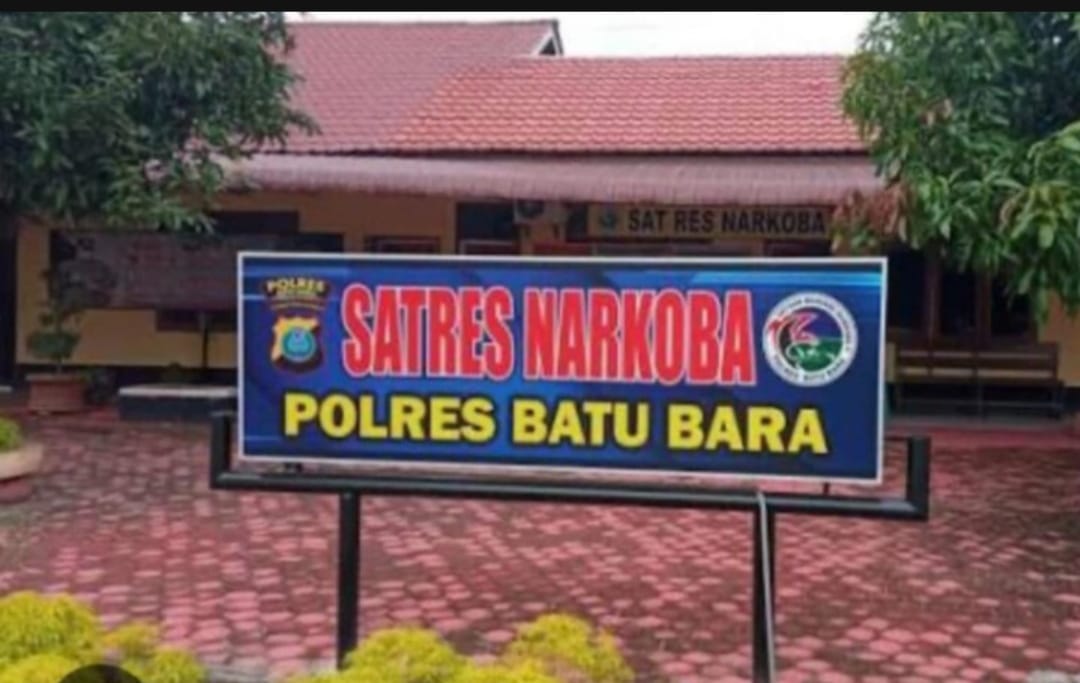 SAT RES NARKOBA
POLRES
SATRES NARKOBA
POLRES BATU BARA